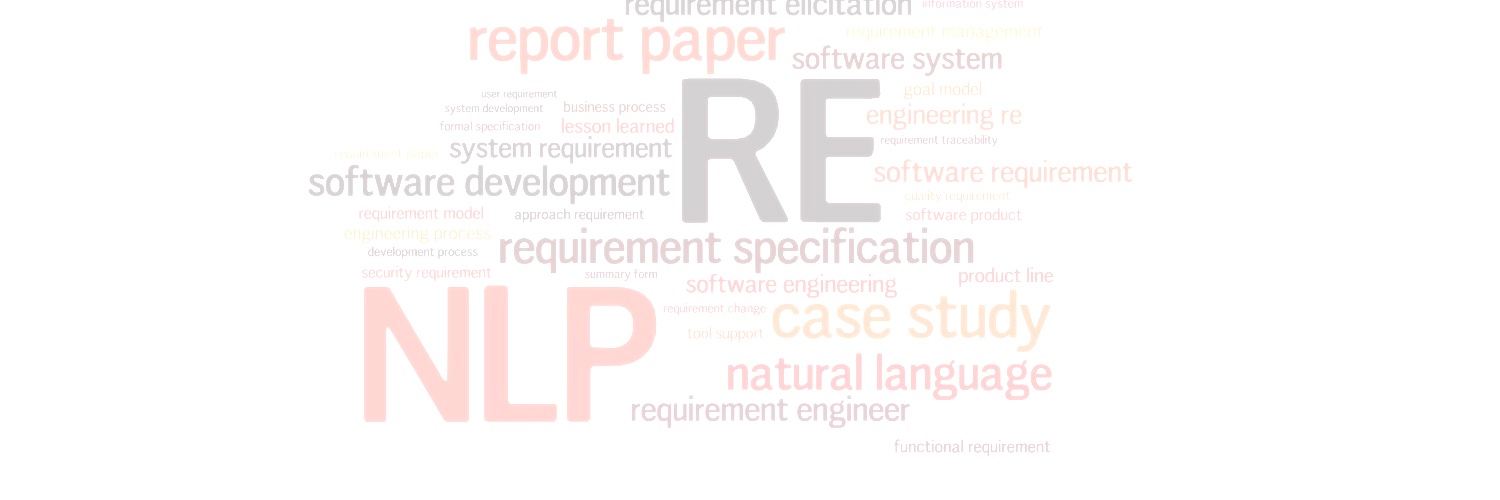 requirement elicitation
information system
report paper
requirement management
software system
RE
goal model
user requirement
system development
business process
engineering re
formal specification
lesson learned
requirement traceability
requirement paper
system requirement
software development
software requirement
quality requirement
requirement model
approach requirement
software product
engineering process
development process
requirement specification
security requirement
summary form
software engineering
product line
NLP
requirement change
case study
tool support
natural language
requirement engineer
functional requirement